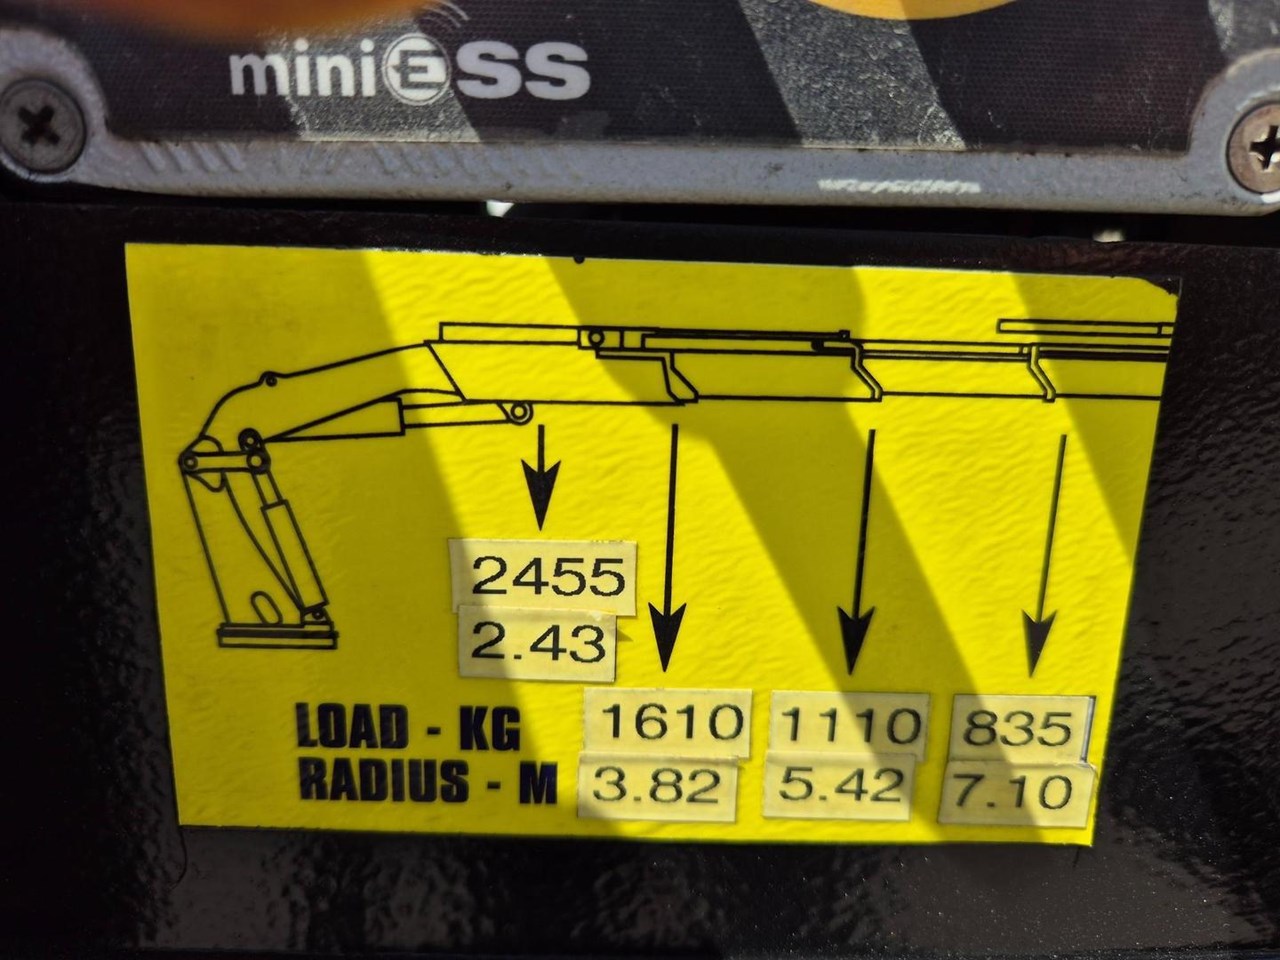 miniESS
2455
2.43
LOAD - KG 1610 1110 835
RADIUS - M 3.82 5.42 7.10